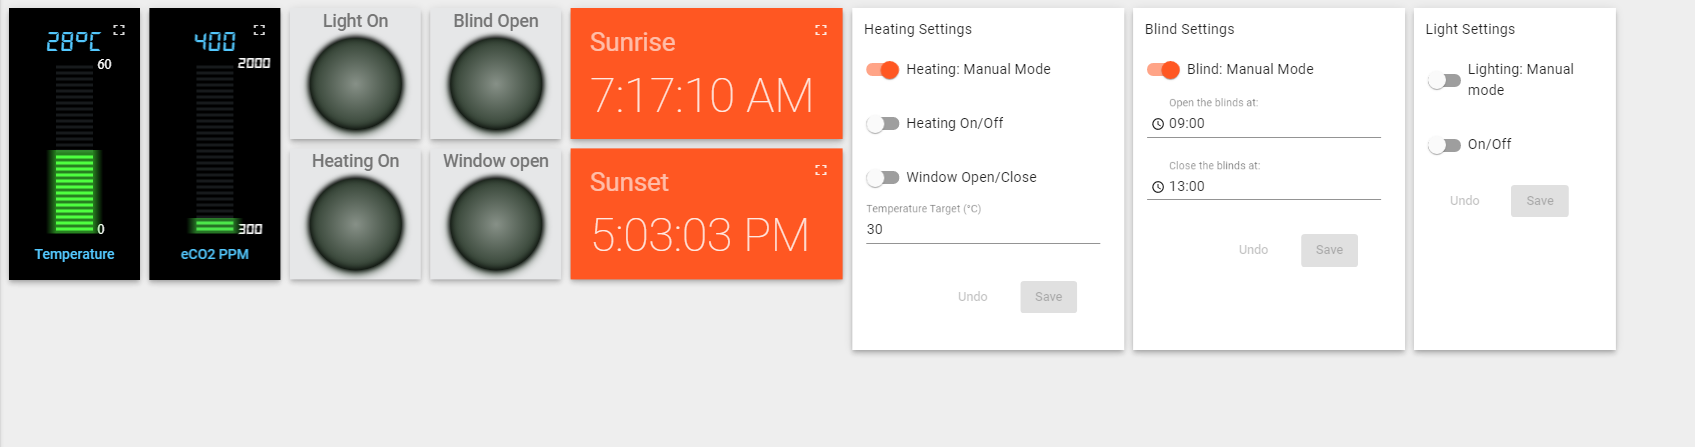 28°C
60
0
Temperature
400
2000
300
eCO2 PPM
Light On
Blind Open
Heating On
Window open
Sunrise
7:17:10 AM
Sunset
5:03:03 PM
Heating Settings
Heating: Manual Mode
Heating On/Off
Window Open/Close
Temperature Target (°C)
30
Undo Save
Blind Settings
Blind: Manual Mode
Open the blinds at:
09:00
Close the blinds at:
13:00
Undo Save
Light Settings
Lighting: Manual
mode
On/Off
Undo Save